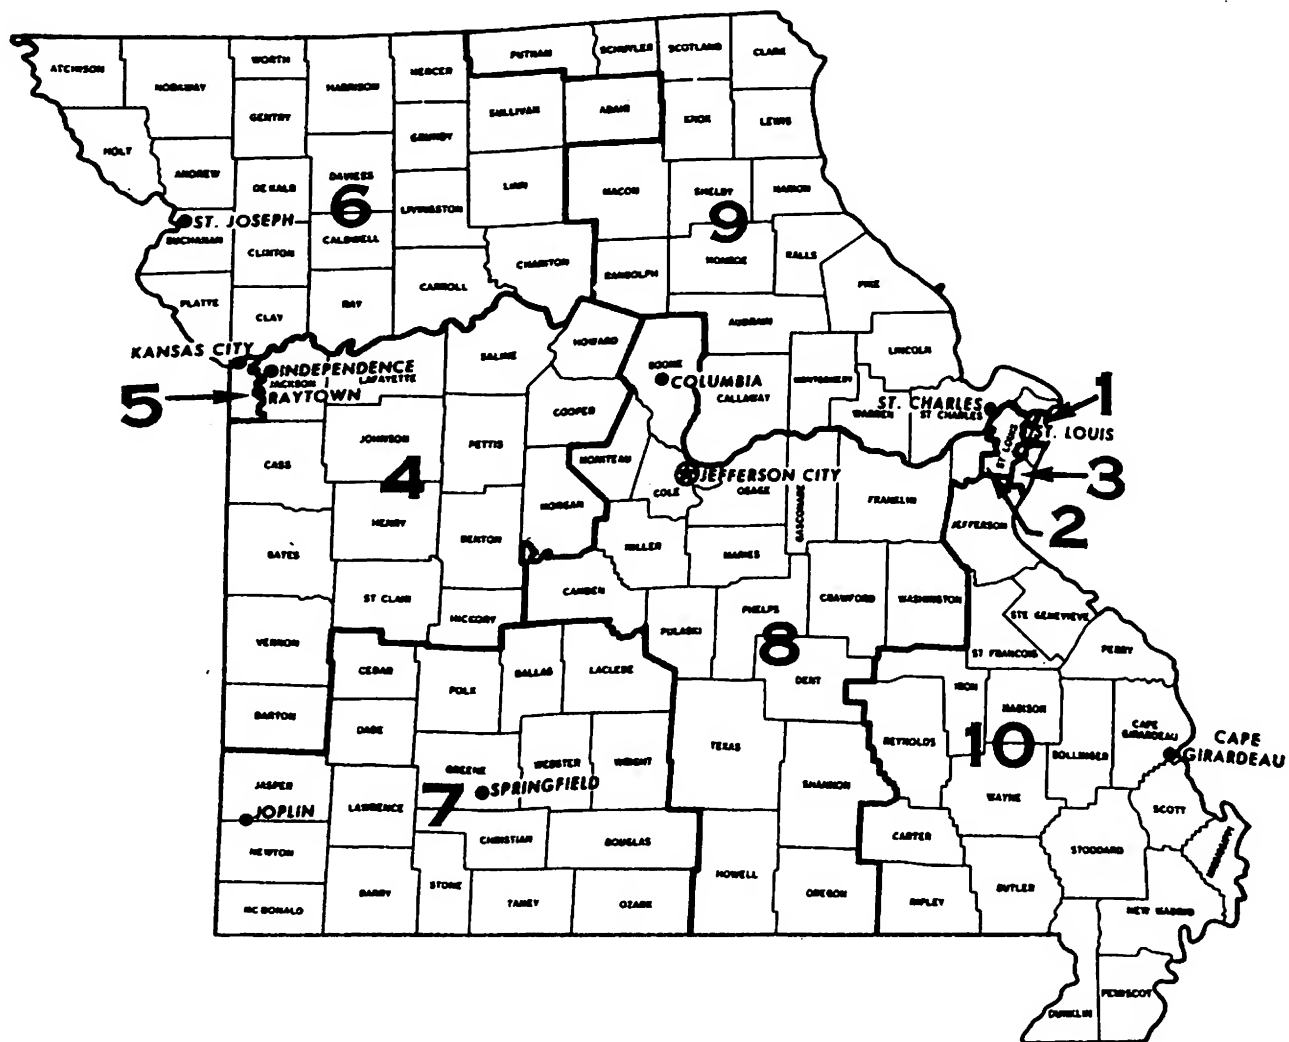 ATCHISON
NODAWAY
WORTH
HARRISON
MERCER
PUTNAM
SCHUYLER
SCOTLAND
CLARK
GENTRY
SULLIVAN
ADAIR
KNOX
LEWIS
HOLT
GRUNDY
ANDREW
DE KALB
DAVIESS
LINN
MACON
SHELBY
MARION
6
LIVINGSTON
9
ST. JOSEPH
BUCHANAN
CLINTON
CALDWELL
CHARITON
RANDOLPH
MONROE
RALLS
PIKE
PLATTE
CLAY
RAY
CARROLL
AUDRAIN
KANSAS CITY
SALINE
HOWARD
BOONE
LINCOLN
INDEPENDENCE
JACKSON
LAFAYETTE
COLUMBIA
MONTGOMERY
RAYTOWN
5
CALLAWAY
WARREN
ST. CHARLES
ST CHARLES
1
COOPER
ST LOUIS
ST. LOUIS
JOHNSON
PETTIS
CASS
MONITEAU
4
JEFFERSON CITY
3
COLE
OSAGE
GASCONADE
FRANKLIN
HENRY
MORGAN
JEFFERSON
2
BATES
BENTON
MILLER
MARIES
ST CLAIR
HICKORY
CAMDEN
PHELPS
CRAWFORD
WASHINGTON
STE GENEVIEVE
VERNON
PULASKI
8
ST FRANCOIS
PERRY
CEDAR
POLK
DALLAS
LACLEDE
DENT
IRON
MADISON
BARTON
DADE
TEXAS
REYNOLDS
10
BOLLINGER
CAPE
GIRARDEAU
CAPE
GIRARDEAU
JASPER
GREENE
WEBSTER
WRIGHT
SHANNON
WAYNE
SCOTT
JOPLIN
LAWRENCE
7
SPRINGFIELD
NEWTON
CHRISTIAN
DOUGLAS
CARTER
STODDARD
MISSISSIPPI
MC DONALD
BARRY
STONE
TANEY
OZARK
HOWELL
OREGON
RIPLEY
BUTLER
NEW MADRID
DUNKLIN
PEMISCOT